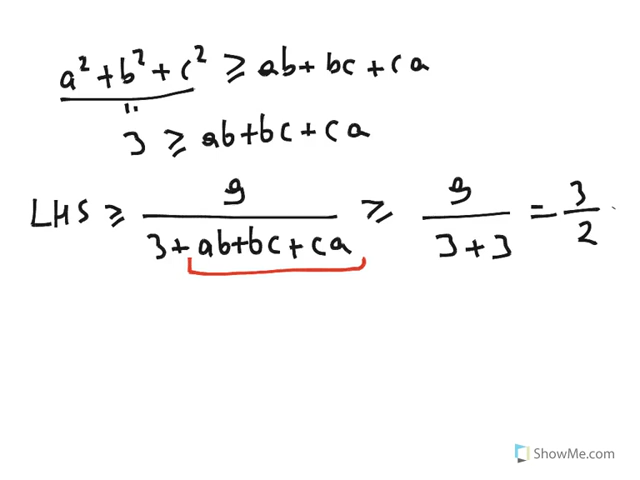 a² + b² + c² ≥ ab + bc + ca
3 ≥ ab + bc + ca
LHS ≥ 9/(3 + ab + bc + ca) ≥ 9/(3 + 3) = 3/2
ShowMe.com